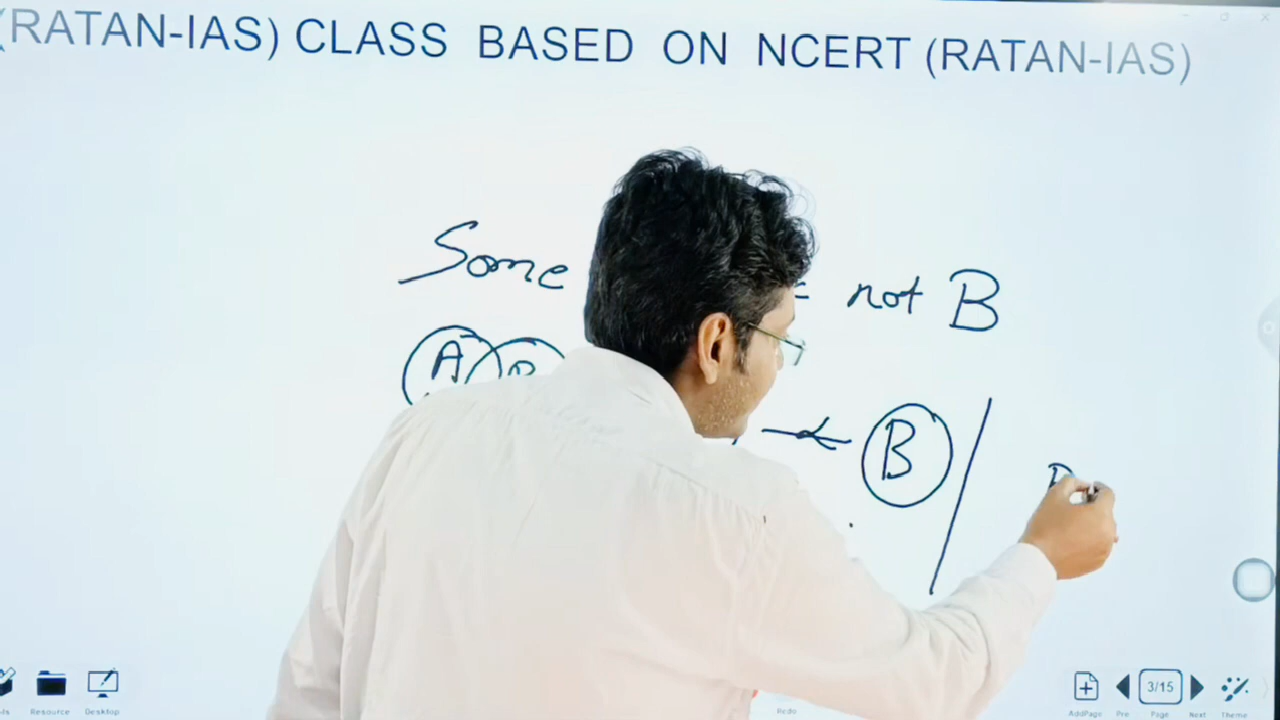 (RATAN-IAS) CLASS BASED ON NCERT (RATAN-IAS)
Some not B
A
B
Resource
Desktop
Redo
AddPage
Pre
3/15
Page
Next
Theme